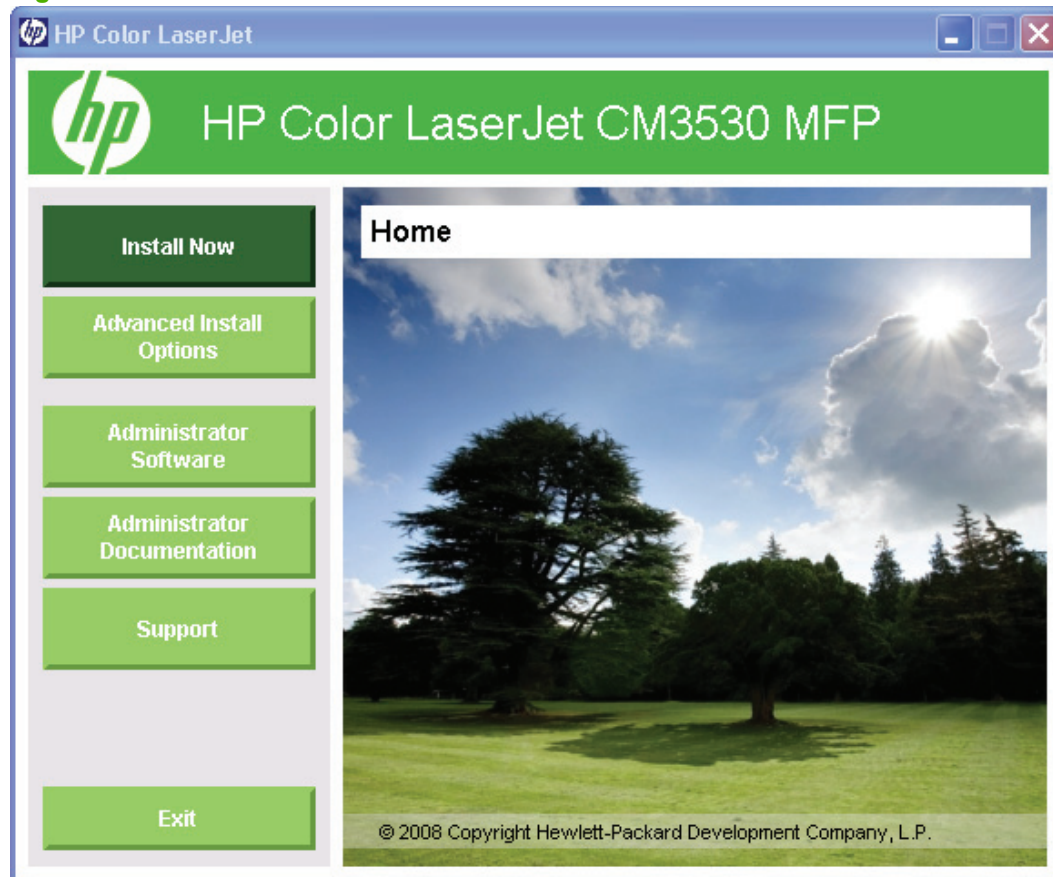 HP Color LaserJet
hp
HP Color LaserJet CM3530 MFP
Install Now
Advanced Install
Options
Administrator
Software
Administrator
Documentation
Support
Exit
Home
© 2008 Copyright Hewlett-Packard Development Company, L.P.